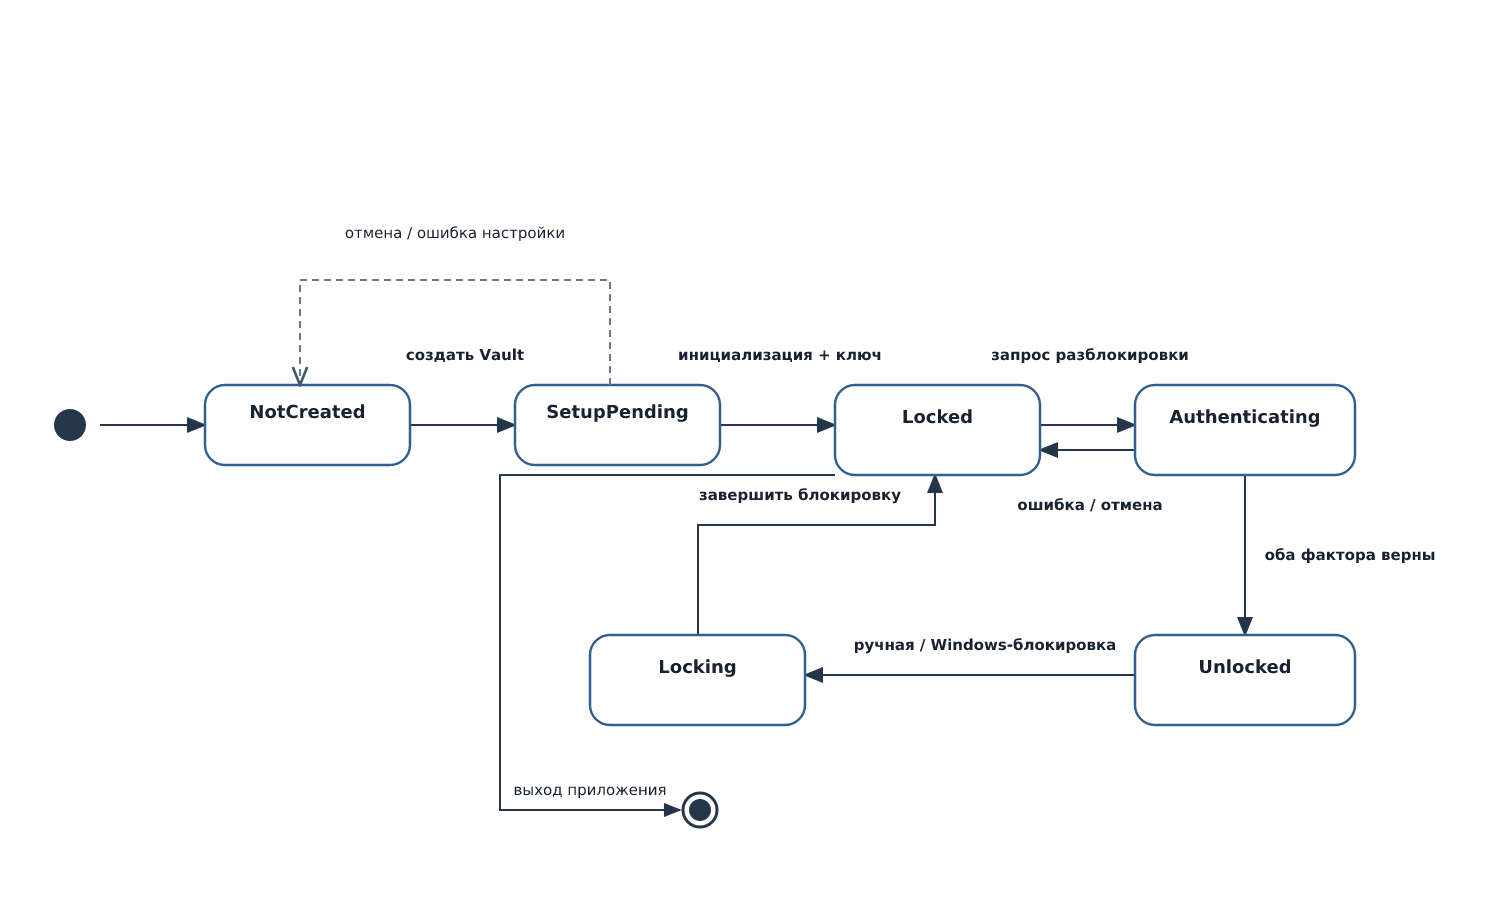 отмена / ошибка настройки
создать Vault
инициализация + ключ
запрос разблокировки
NotCreated
SetupPending
Locked
Authenticating
завершить блокировку
ошибка / отмена
оба фактора верны
ручная / Windows-блокировка
Locking
Unlocked
выход приложения